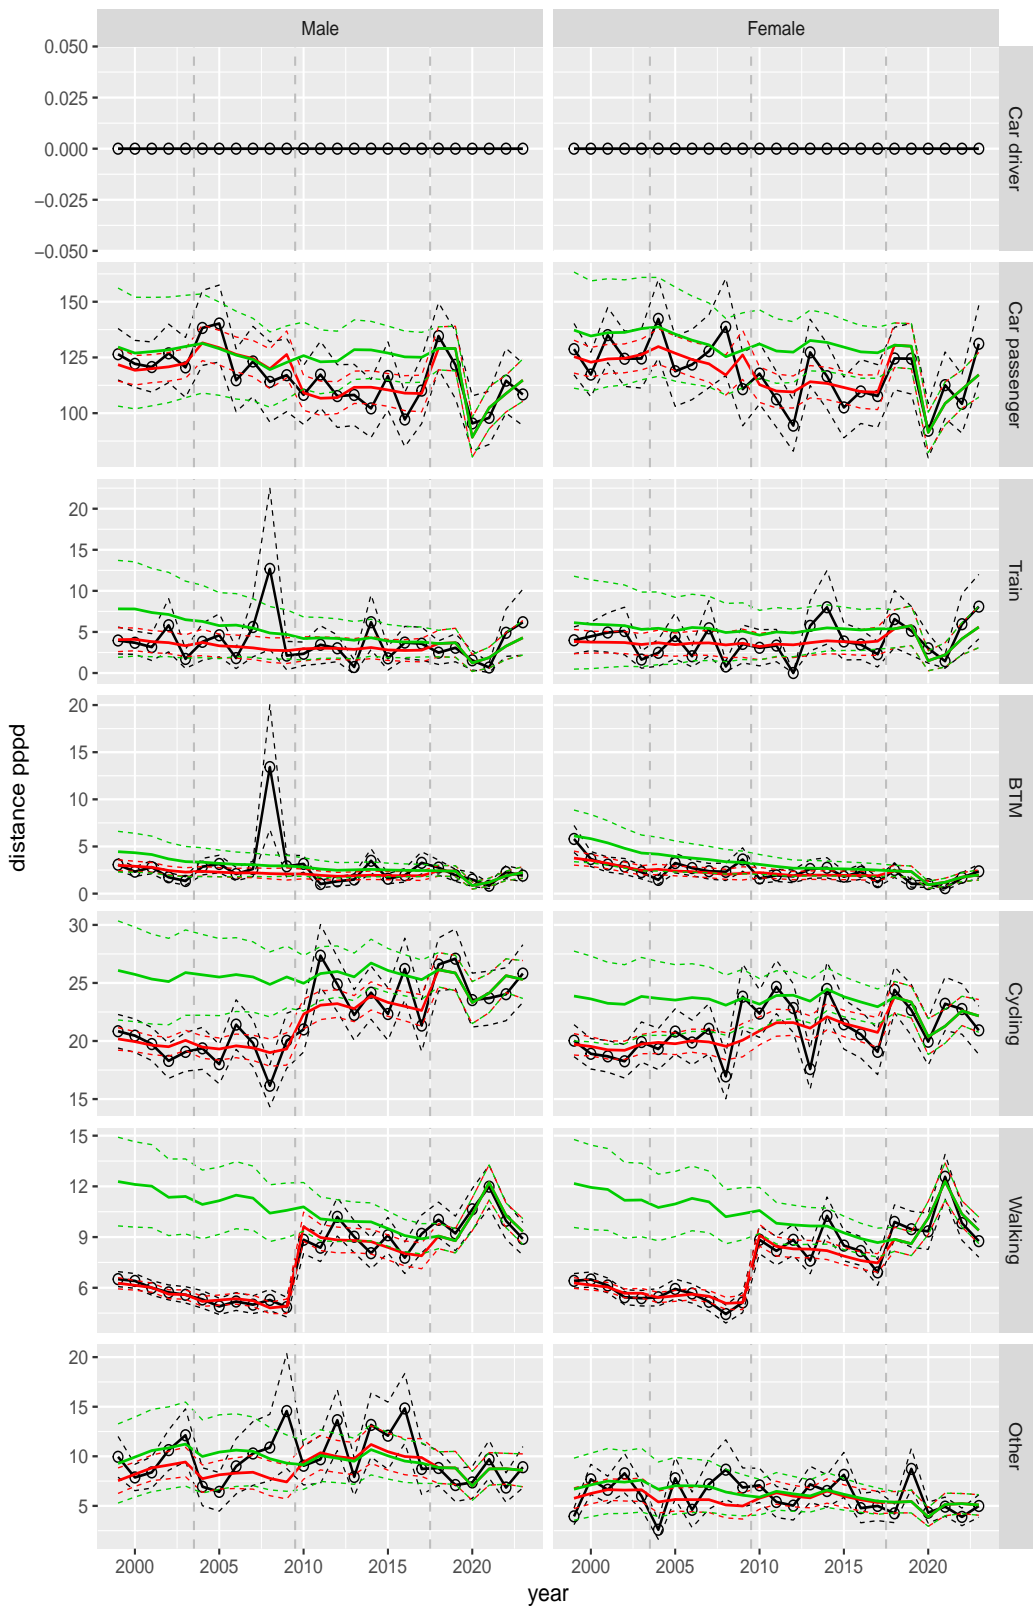 Male Female
0.050
0.025
0.000
−0.025
−0.050
Car driver
150
125
100
Car passenger
20
15
10
5
0
Train
20
15
10
5
0
BTM
distance pppd
30
25
20
15
Cycling
15
12
9
6
Walking
20
15
10
5
Other
2000 2005 2010 2015 2020 2000 2005 2010 2015 2020
year